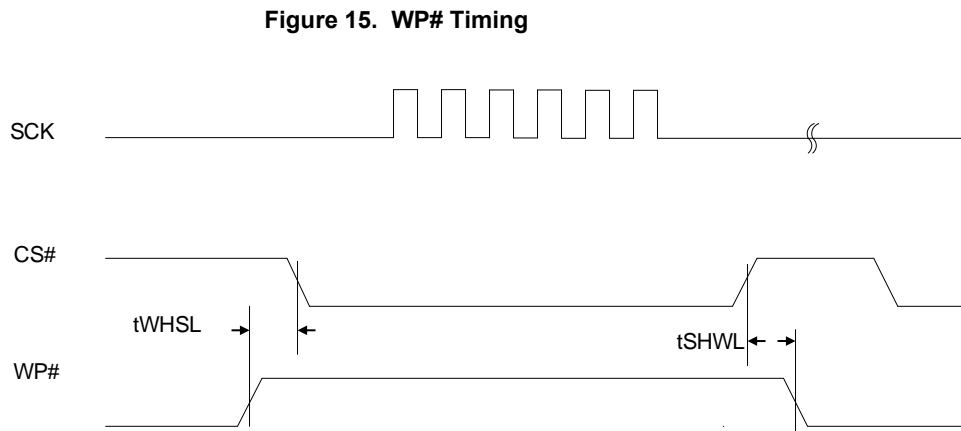 Figure 15. WP# Timing
SCK
CS#
tWHSL
tSHWL
WP#